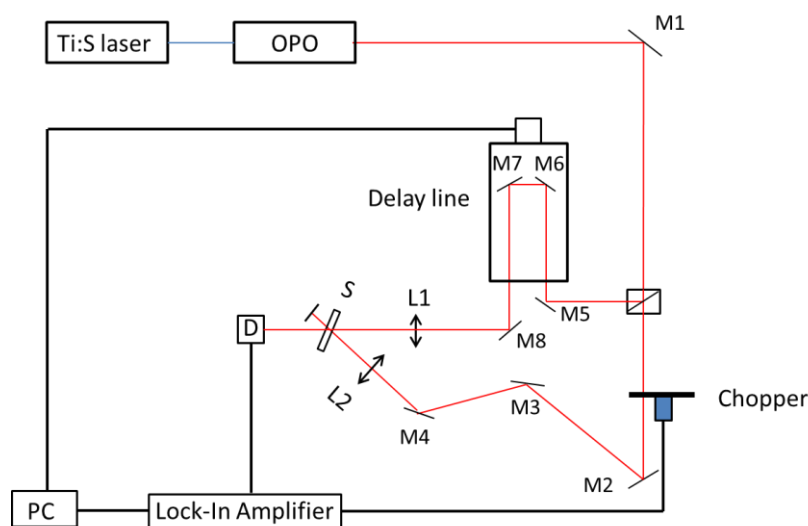 M1
Ti:S laser
OPO
M7
M6
Delay line
S
L1
M5
D
M8
L2
M3
Chopper
M4
M2
PC
Lock-In Amplifier